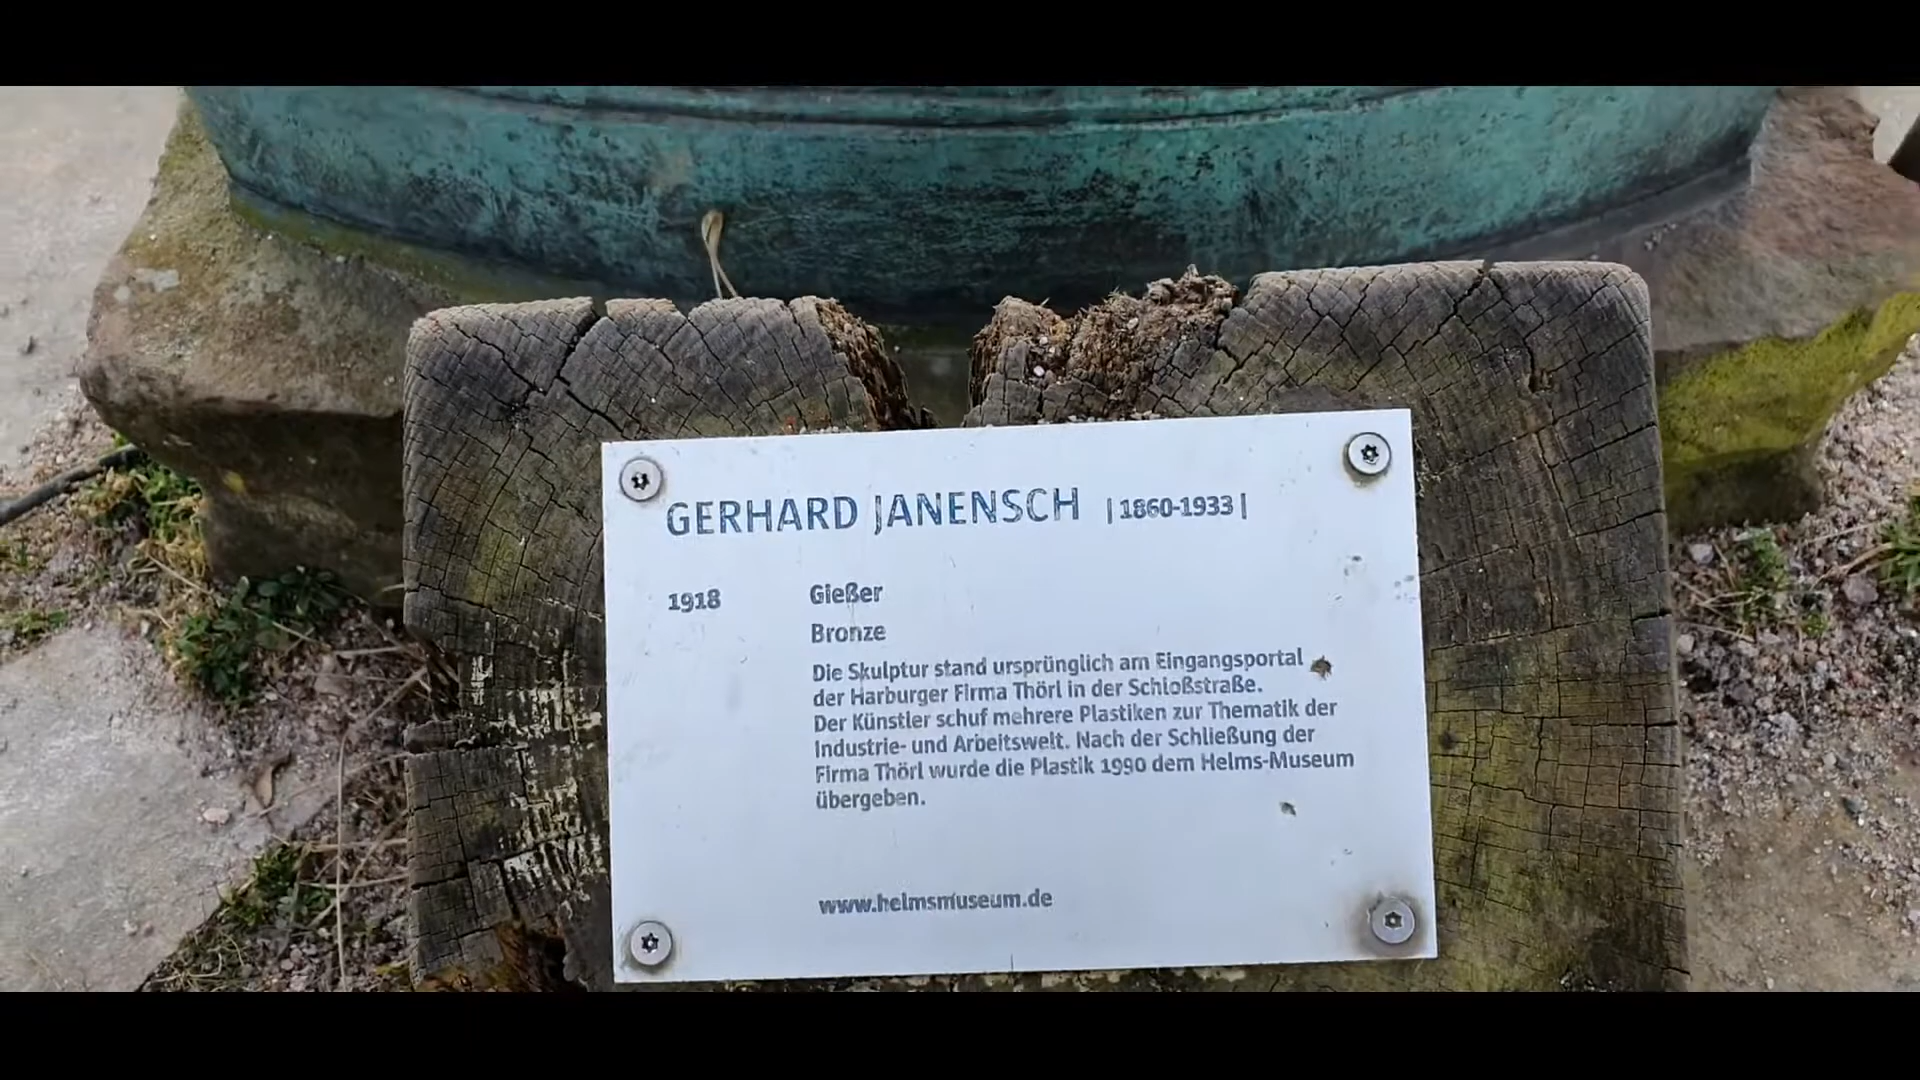 GERHARD JANENSCH | 1860-1933 |
1918 Gießer
Bronze
Die Skulptur stand ursprünglich am Eingangsportal
der Harburger Firma Thörl in der Schloßstraße.
Der Künstler schuf mehrere Plastiken zur Thematik der
Industrie- und Arbeitswelt. Nach der Schließung der
Firma Thörl wurde die Plastik 1990 dem Helms-Museum
übergeben.
www.helmsmuseum.de